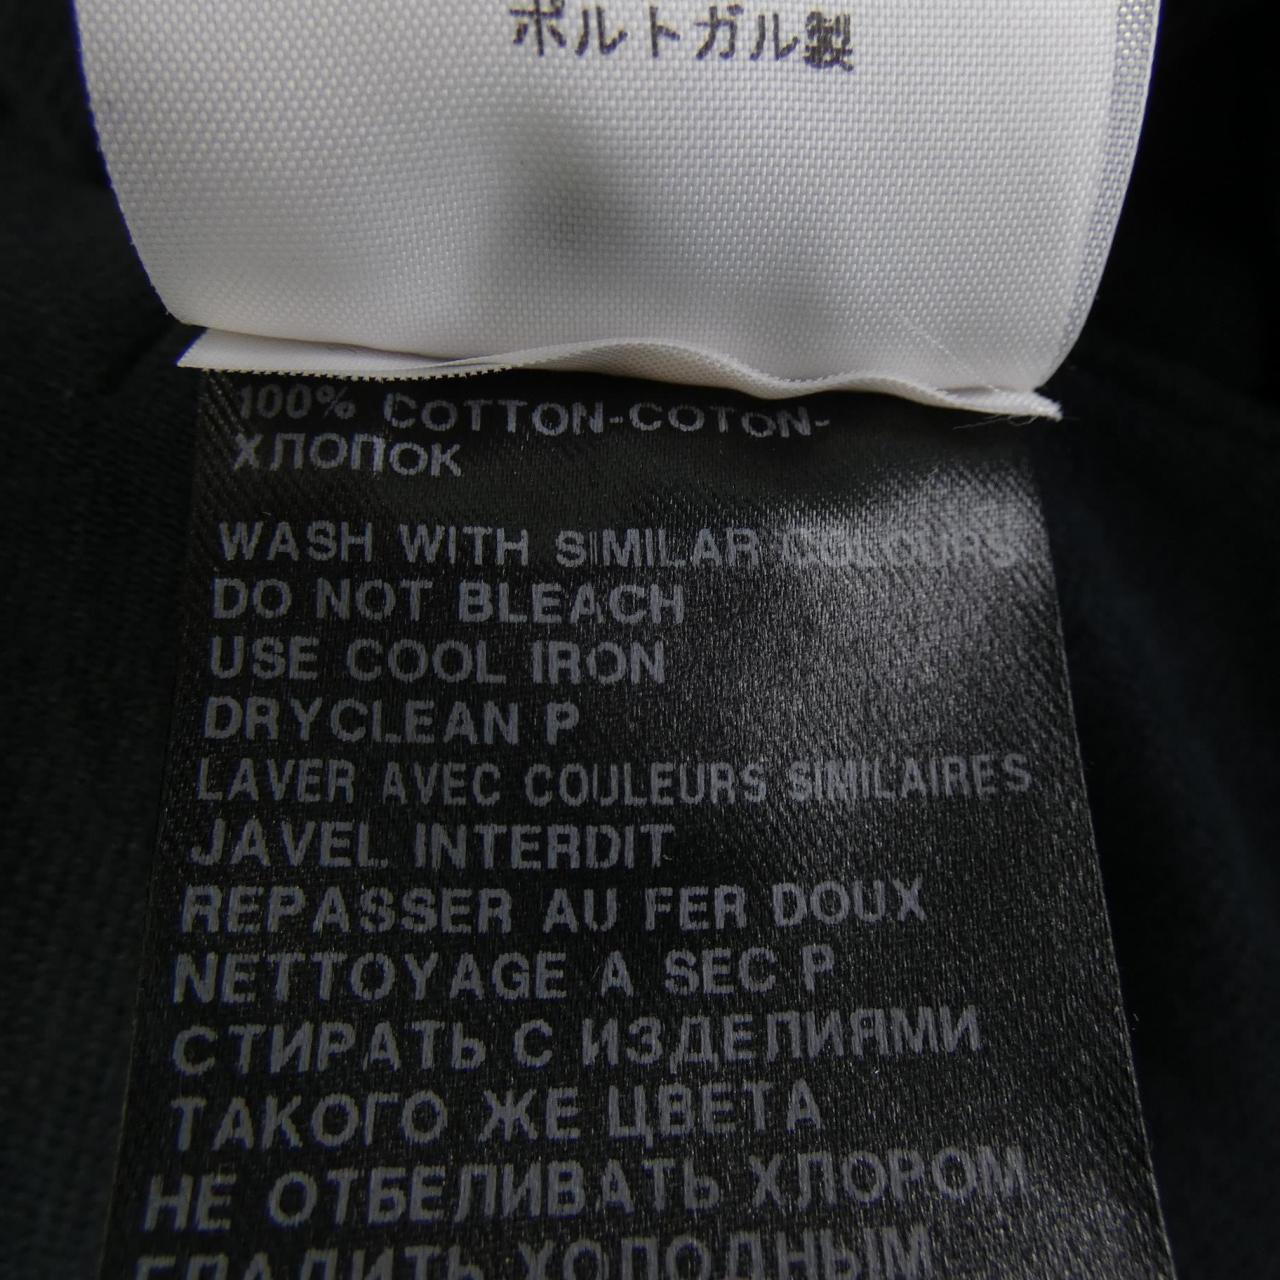 ポルトガル製
100% COTTON-COTON-
ХЛОПОК
WASH WITH SIMILAR COLOURS
DO NOT BLEACH
USE COOL IRON
DRYCLEAN P
LAVER AVEC COULEURS SIMILAIRES
JAVEL INTERDIT
REPASSER AU FER DOUX
NETTOYAGE A SEC P
СТИРАТЬ С ИЗДЕЛИЯМИ
ТАКОГО ЖЕ ЦВЕТА
НЕ ОТБЕЛИВАТЬ ХЛОРОМ
ГЛАДИТЬ ХОЛОДНЫМ